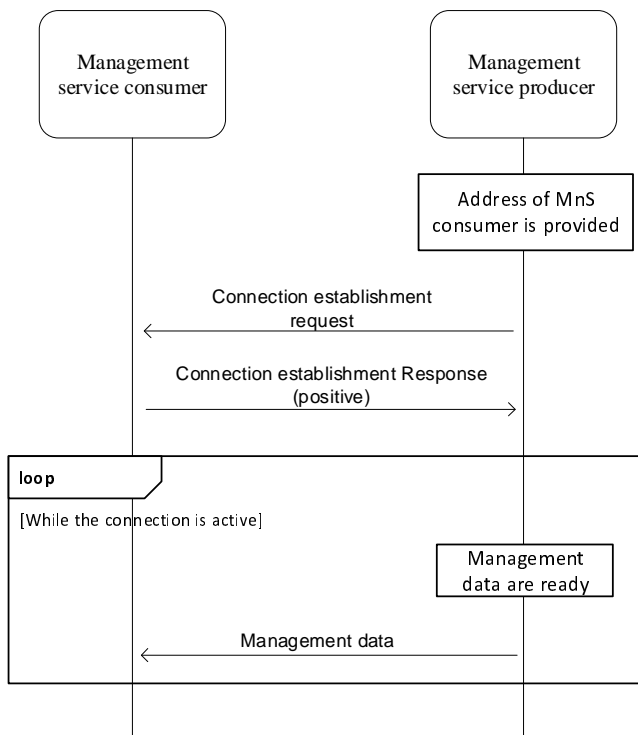 Management
service consumer
Management
service producer
Address of MnS
consumer is provided
Connection establishment
request
Connection establishment Response
(positive)
loop
[While the connection is active]
Management
data are ready
Management data